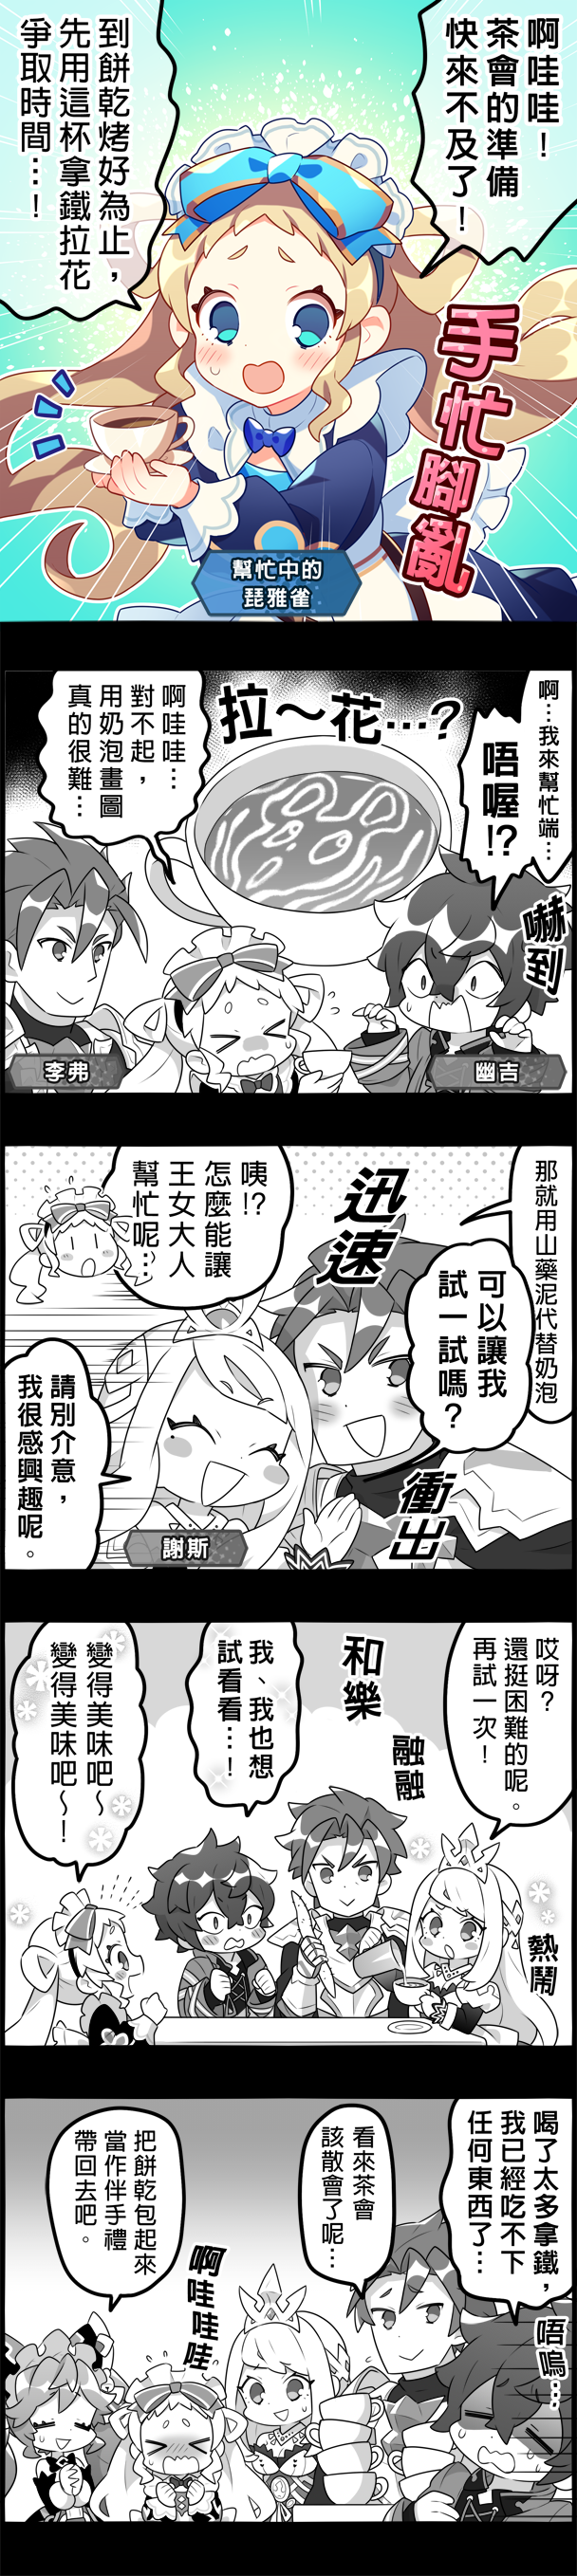 啊哇哇！
茶會的準備
快來不及了！
到餅乾烤好為止，
先用這杯拿鐵拉花
爭取時間…！
手忙腳亂
幫忙中的
琵雅雀
啊…我來幫忙端…
唔喔!?
嚇到
拉～花…？
啊哇哇…
對不起，
用奶泡畫圖
真的很難…
李弗
幽吉
那就用山藥泥代替奶泡
可以讓我
試一試嗎？
迅速
衝出
咦!?
怎麼能讓
王女大人
幫忙呢…
請別介意，
我很感興趣呢。
謝斯
哎呀？
還挺困難的呢。
再試一次！
和樂
融融
熱鬧
我、我也想
試看看…！
變得美味吧～
變得美味吧～！
喝了太多拿鐵，
我已經吃不下
任何東西了…
唔嗚…
看來茶會
該散會了呢…
啊哇哇哇
把餅乾包起來
當作伴手禮
帶回去吧。